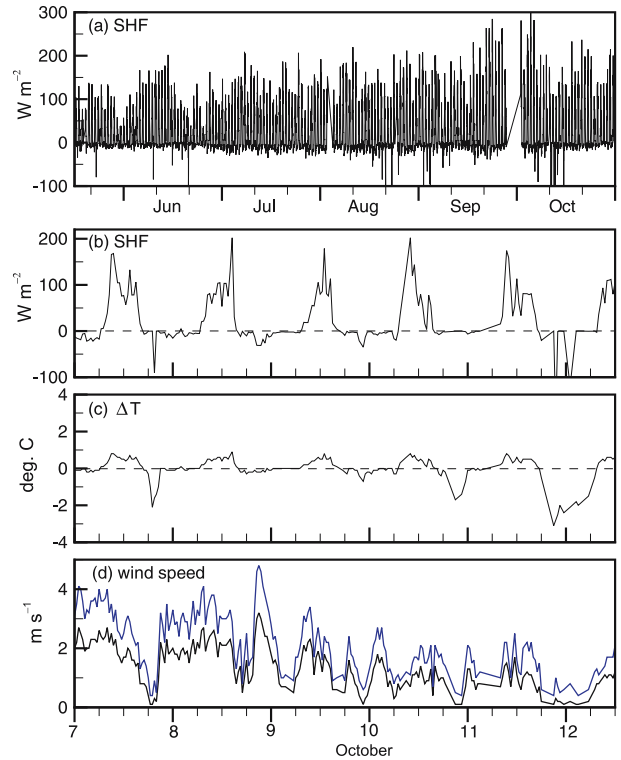 (a) SHF
300
200
100
0
-100
W m⁻²
Jun Jul Aug Sep Oct
(b) SHF
200
100
0
-100
W m⁻²
(c) ΔT
4
2
0
-2
-4
deg. C
(d) wind speed
4
2
0
m s⁻¹
7 8 9 10 11 12
October